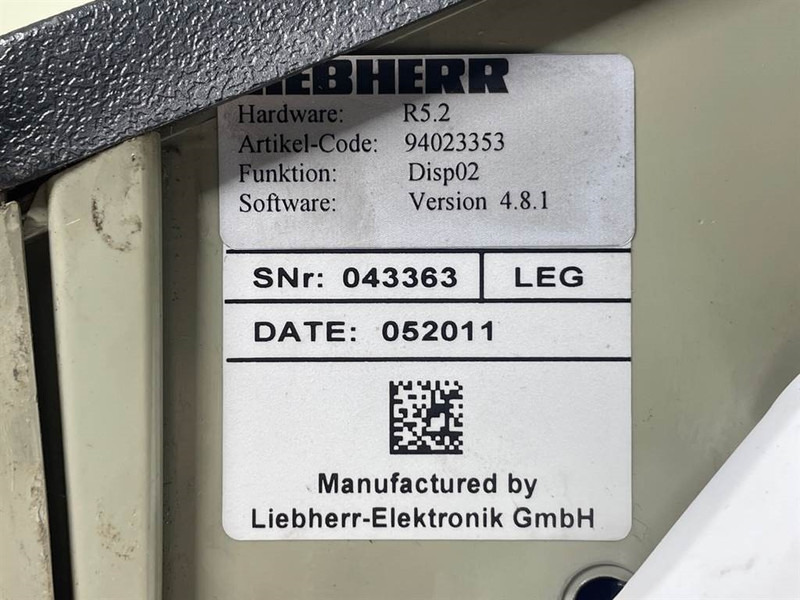 LIEBHERR
Hardware: R5.2
Artikel-Code: 94023353
Funktion: Disp02
Software: Version 4.8.1
SNr: 043363 LEG
DATE: 052011
Manufactured by
Liebherr-Elektronik GmbH